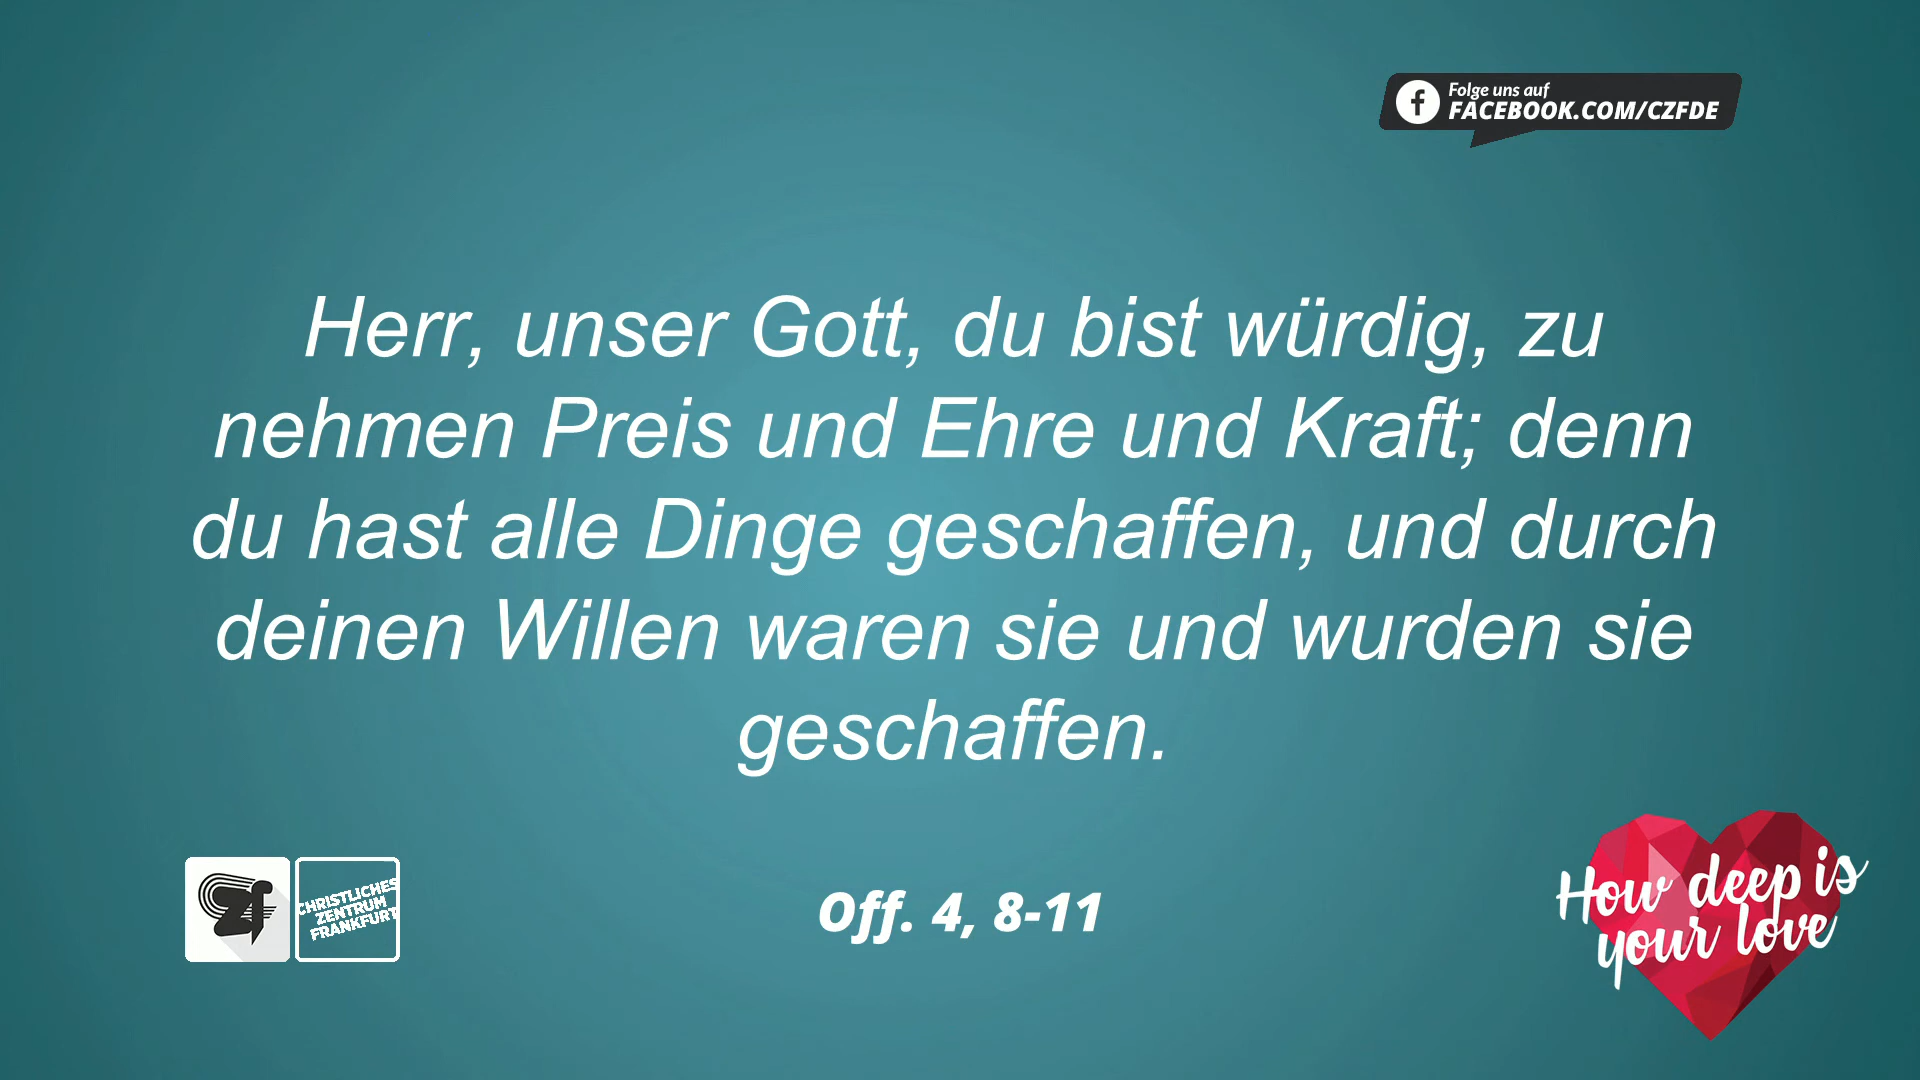 Folge uns auf
FACEBOOK.COM/CZFDE
Herr, unser Gott, du bist würdig, zu
nehmen Preis und Ehre und Kraft; denn
du hast alle Dinge geschaffen, und durch
deinen Willen waren sie und wurden sie
geschaffen.
Off. 4, 8-11
czf
CHRISTLICHES
ZENTRUM
FRANKFURT
How deep is
your love